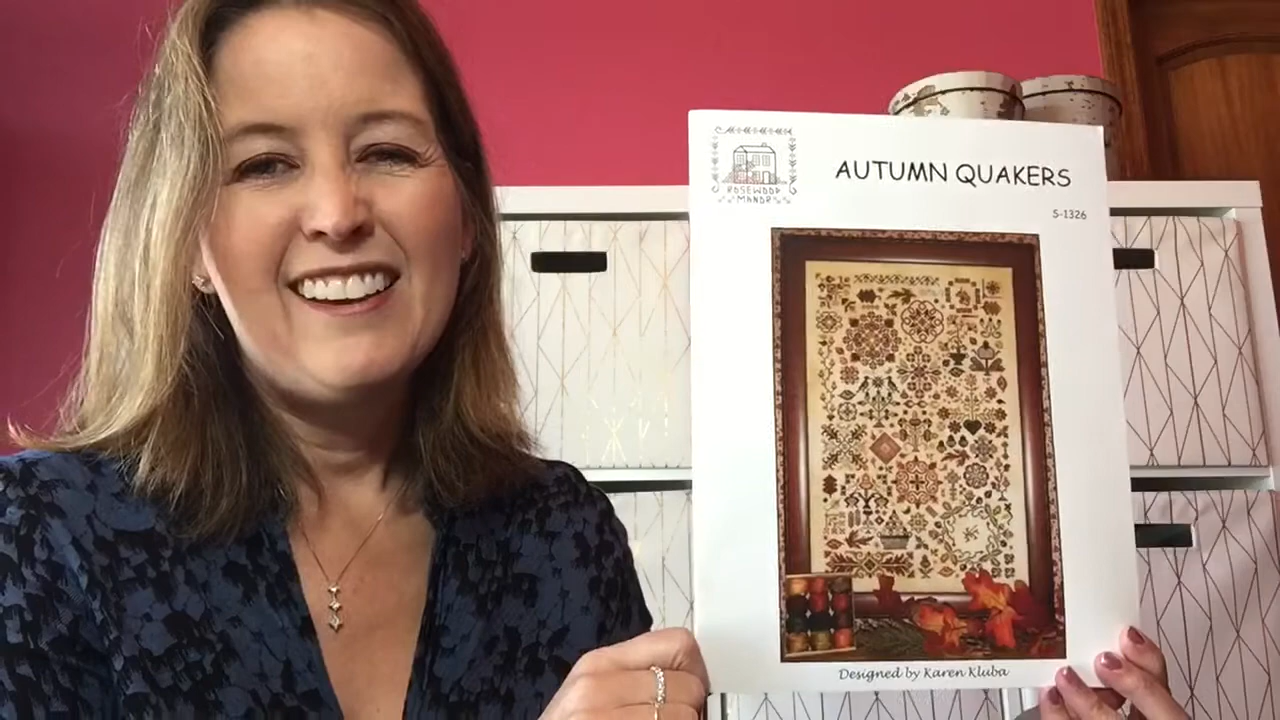 ROSEWOOD
MANOR
AUTUMN QUAKERS
S-1326
Designed by Karen Kluba